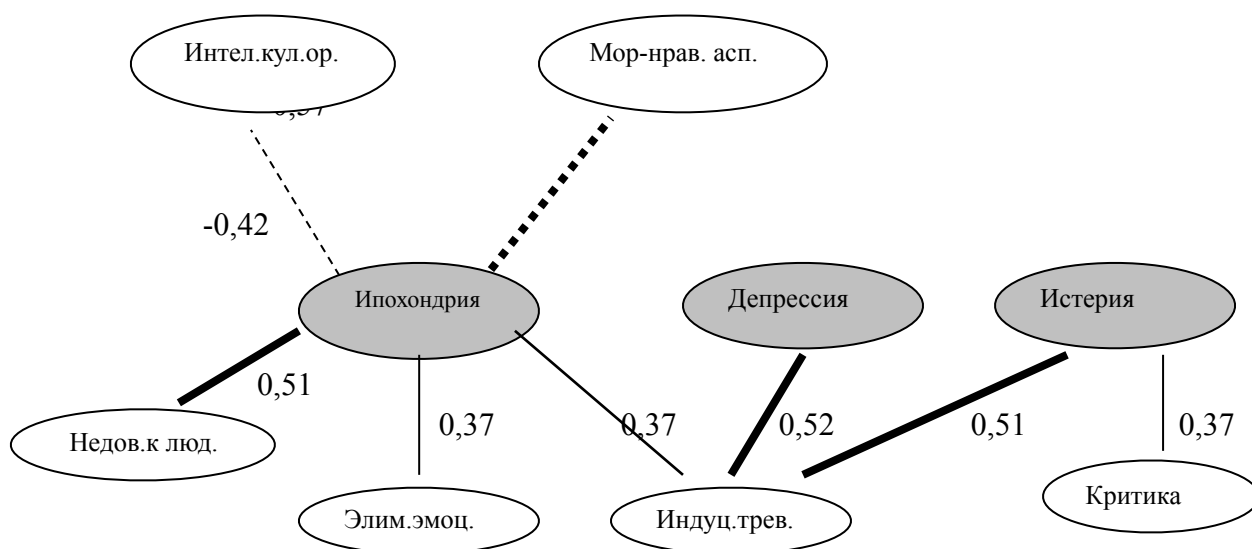 Интел.кул.ор.
Мор-нрав. асп.
-0,42
Ипохондрия
Депрессия
Истерия
0,51
0,37
0,37
0,52
0,51
0,37
Недов.к люд.
Элим.эмоц.
Индуц.трев.
Критика